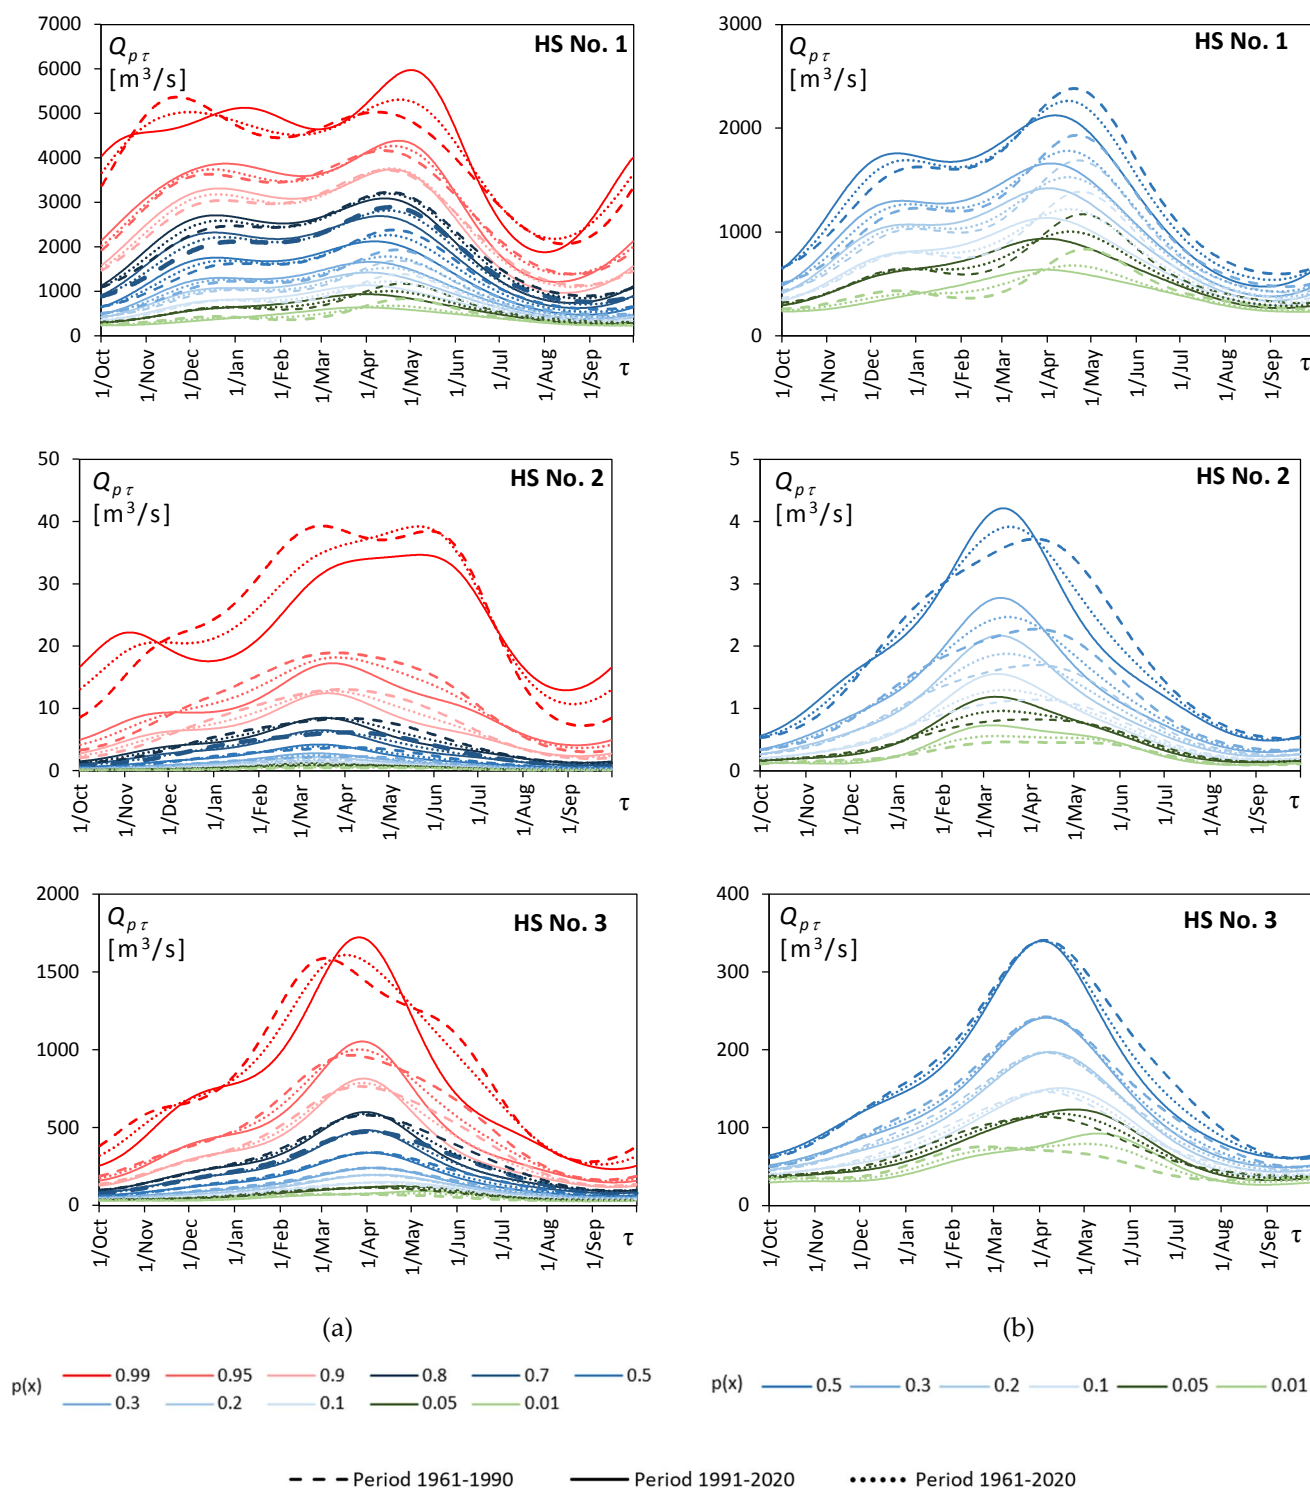 7000
6000
5000
4000
3000
2000
1000
0
Q_{pτ}
[m³/s]
HS No. 1
1/Oct 1/Nov 1/Dec 1/Jan 1/Feb 1/Mar 1/Apr 1/May 1/Jun 1/Jul 1/Aug 1/Sep τ
3000
2000
1000
0
Q_{pτ}
[m³/s]
HS No. 1
1/Oct 1/Nov 1/Dec 1/Jan 1/Feb 1/Mar 1/Apr 1/May 1/Jun 1/Jul 1/Aug 1/Sep τ
50
40
30
20
10
0
Q_{pτ}
[m³/s]
HS No. 2
1/Oct 1/Nov 1/Dec 1/Jan 1/Feb 1/Mar 1/Apr 1/May 1/Jun 1/Jul 1/Aug 1/Sep τ
5
4
3
2
1
0
Q_{pτ}
[m³/s]
HS No. 2
1/Oct 1/Nov 1/Dec 1/Jan 1/Feb 1/Mar 1/Apr 1/May 1/Jun 1/Jul 1/Aug 1/Sep τ
2000
1500
1000
500
0
Q_{pτ}
[m³/s]
HS No. 3
1/Oct 1/Nov 1/Dec 1/Jan 1/Feb 1/Mar 1/Apr 1/May 1/Jun 1/Jul 1/Aug 1/Sep τ
400
300
200
100
0
Q_{pτ}
[m³/s]
HS No. 3
1/Oct 1/Nov 1/Dec 1/Jan 1/Feb 1/Mar 1/Apr 1/May 1/Jun 1/Jul 1/Aug 1/Sep τ
(a)
(b)
p(x) 0.99 0.95 0.9 0.8 0.7 0.5
0.3 0.2 0.1 0.05 0.01
p(x) 0.5 0.3 0.2 0.1 0.05 0.01
Period 1961-1990 Period 1991-2020 Period 1961-2020